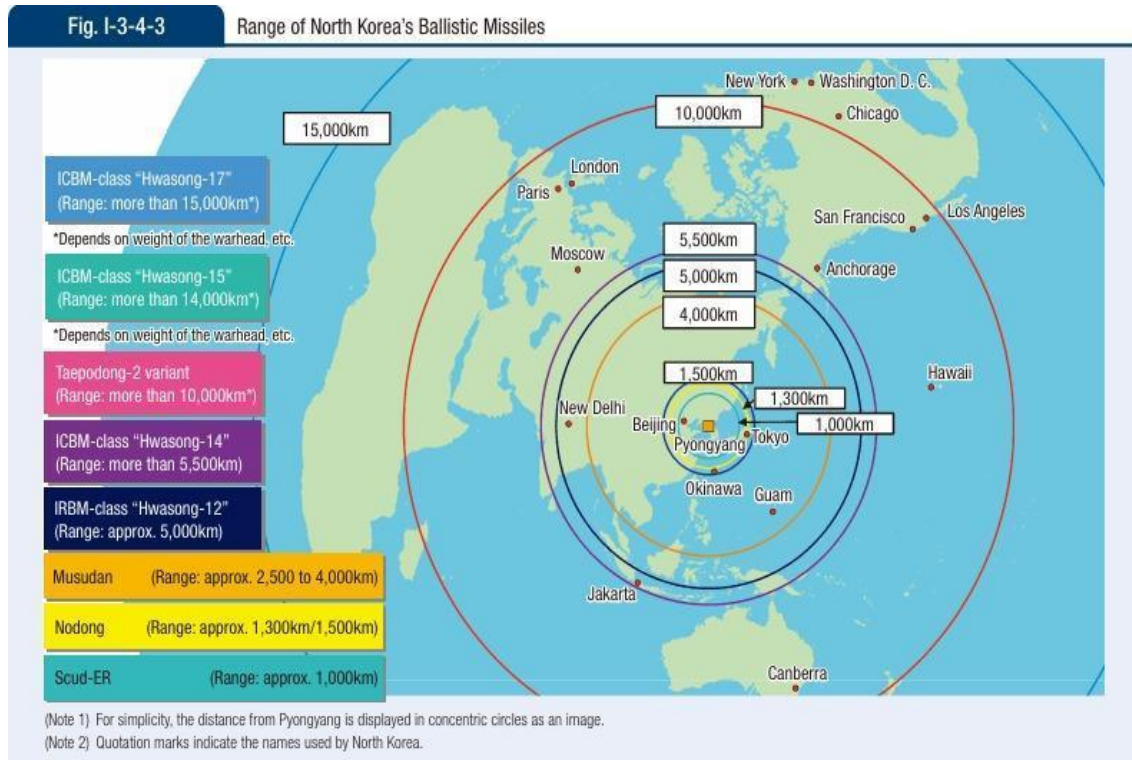 Fig. I-3-4-3
Range of North Korea's Ballistic Missiles
New York
Washington D. C.
10,000km
Chicago
15,000km
London
Paris
ICBM-class "Hwasong-17"
(Range: more than 15,000km*)
San Francisco
Los Angeles
*Depends on weight of the warhead, etc.
5,500km
Moscow
ICBM-class "Hwasong-15"
(Range: more than 14,000km*)
5,000km
Anchorage
4,000km
*Depends on weight of the warhead, etc.
Taepodong-2 variant
(Range: more than 10,000km*)
1,500km
Hawaii
1,300km
New Delhi
Beijing
1,000km
Pyongyang
Tokyo
ICBM-class "Hwasong-14"
(Range: more than 5,500km)
Okinawa
Guam
IRBM-class "Hwasong-12"
(Range: approx. 5,000km)
Musudan (Range: approx. 2,500 to 4,000km)
Jakarta
Nodong (Range: approx. 1,300km/1,500km)
Scud-ER (Range: approx. 1,000km)
Canberra
(Note 1) For simplicity, the distance from Pyongyang is displayed in concentric circles as an image.
(Note 2) Quotation marks indicate the names used by North Korea.